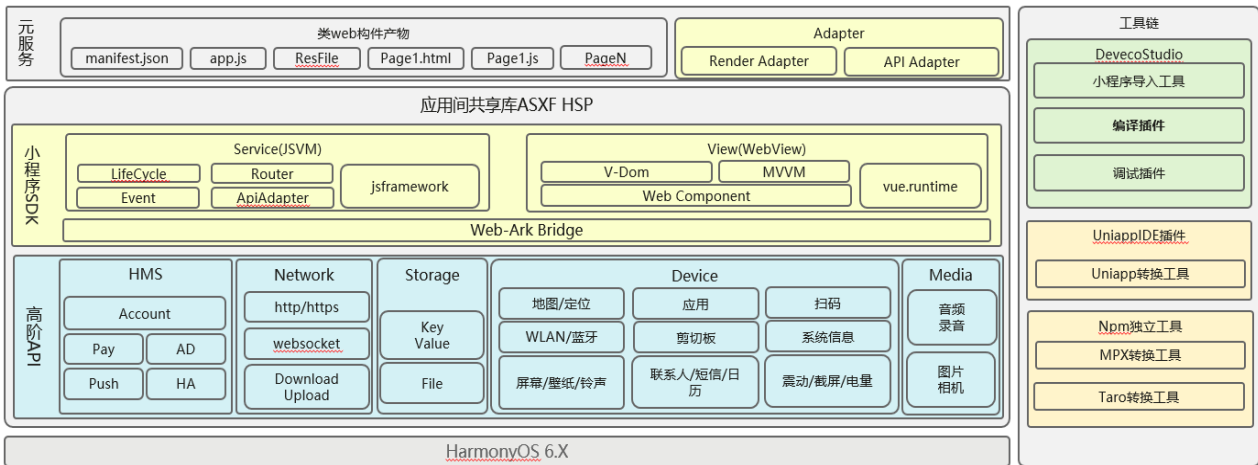 元服务
类web构件产物
manifest.json
app.js
ResFile
Page1.html
Page1.js
PageN
Adapter
Render Adapter
API Adapter
应用间共享库ASXF HSP
小程序SDK
Service(JSVM)
LifeCycle
Router
Event
ApiAdapter
jsframework
View(WebView)
V-Dom
MVVM
Web Component
vue.runtime
Web-Ark Bridge
高阶API
HMS
Account
Pay
AD
Push
HA
Network
http/https
websocket
Download
Upload
Storage
Key
Value
File
Device
地图/定位
应用
扫码
WLAN/蓝牙
剪切板
系统信息
屏幕/壁纸/铃声
联系人/短信/日
历
震动/截屏/电量
Media
音频
录音
图片
相机
HarmonyOS 6.X
工具链
DevecoStudio
小程序导入工具
编译插件
调试插件
UniappIDE插件
Uniapp转换工具
Npm独立工具
MPX转换工具
Taro转换工具